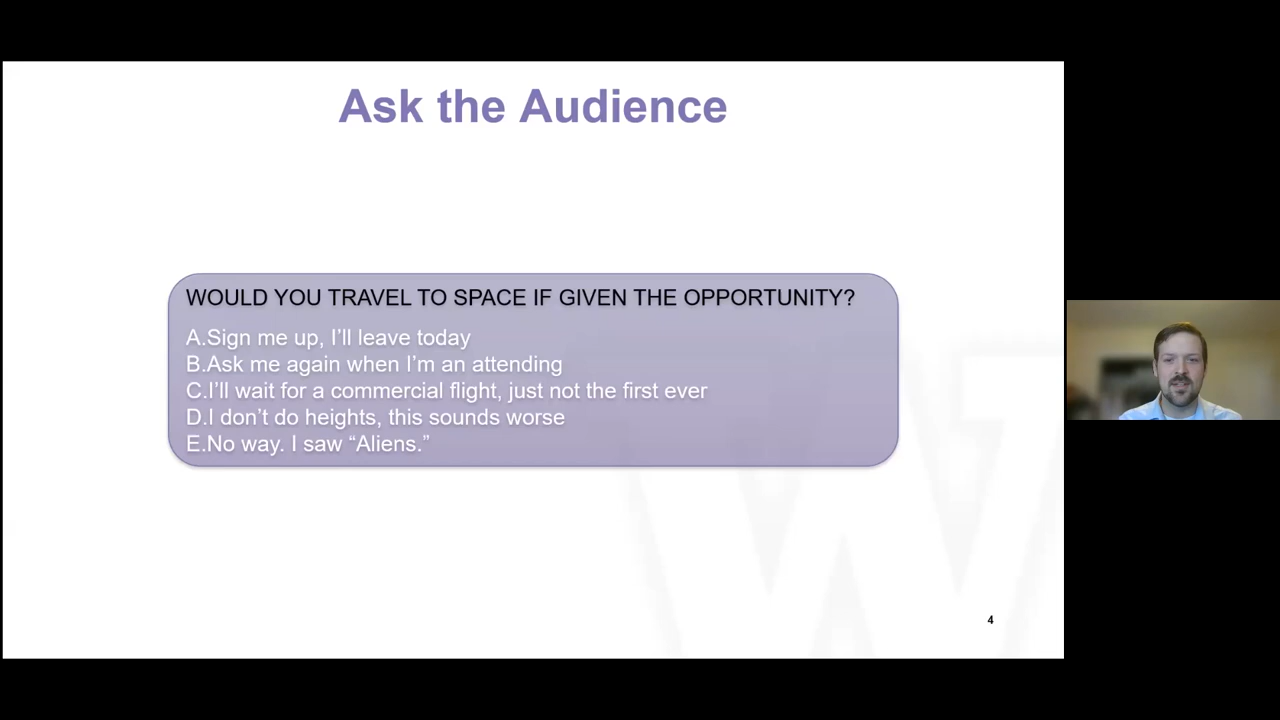 Ask the Audience
WOULD YOU TRAVEL TO SPACE IF GIVEN THE OPPORTUNITY?
A.Sign me up, I’ll leave today
B.Ask me again when I’m an attending
C.I’ll wait for a commercial flight, just not the first ever
D.I don’t do heights, this sounds worse
E.No way. I saw “Aliens.”
4